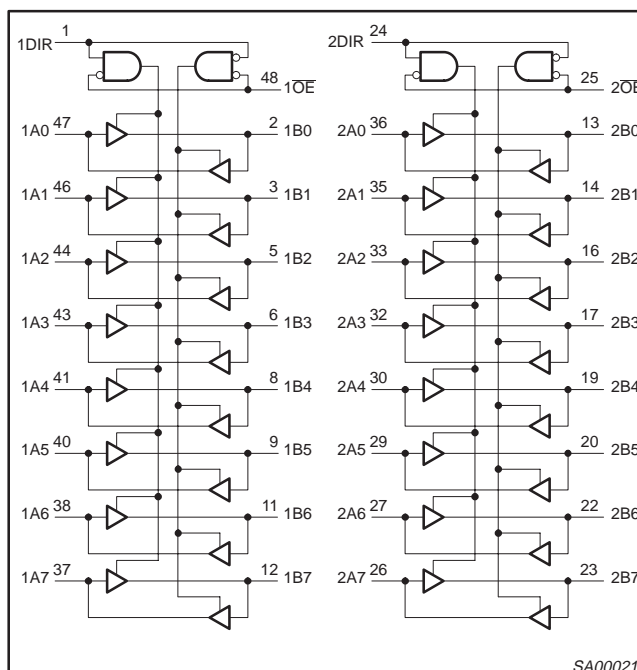 1DIR 1 2DIR 24
48 1OE 25 2OE
1A0 47 2 1B0 2A0 36 13 2B0
1A1 46 3 1B1 2A1 35 14 2B1
1A2 44 5 1B2 2A2 33 16 2B2
1A3 43 6 1B3 2A3 32 17 2B3
1A4 41 8 1B4 2A4 30 19 2B4
1A5 40 9 1B5 2A5 29 20 2B5
1A6 38 11 1B6 2A6 27 22 2B6
1A7 37 12 1B7 2A7 26 23 2B7
SA00021